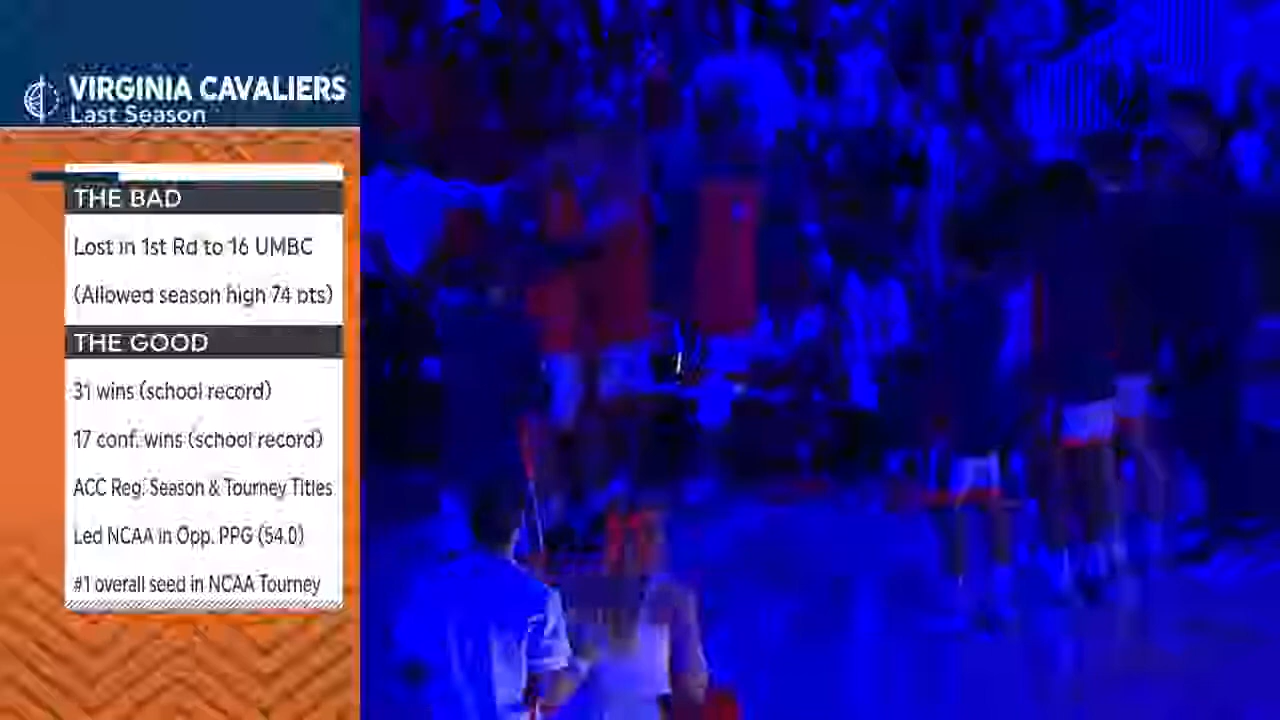 VIRGINIA CAVALIERS
Last Season
THE BAD
Lost in 1st Rd to 16 UMBC
(Allowed season high 74 pts)
THE GOOD
31 wins (school record)
17 conf. wins (school record)
ACC Reg. Season & Tourney Titles
Led NCAA in Opp. PPG (54.0)
#1 overall seed in NCAA Tourney